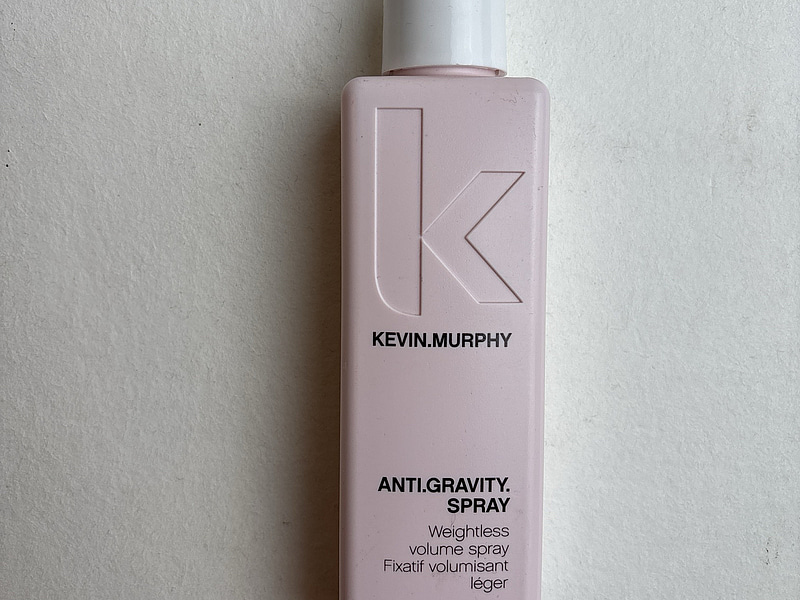 k
KEVIN.MURPHY
ANTI.GRAVITY.
SPRAY
Weightless
volume spray
Fixatif volumisant
léger